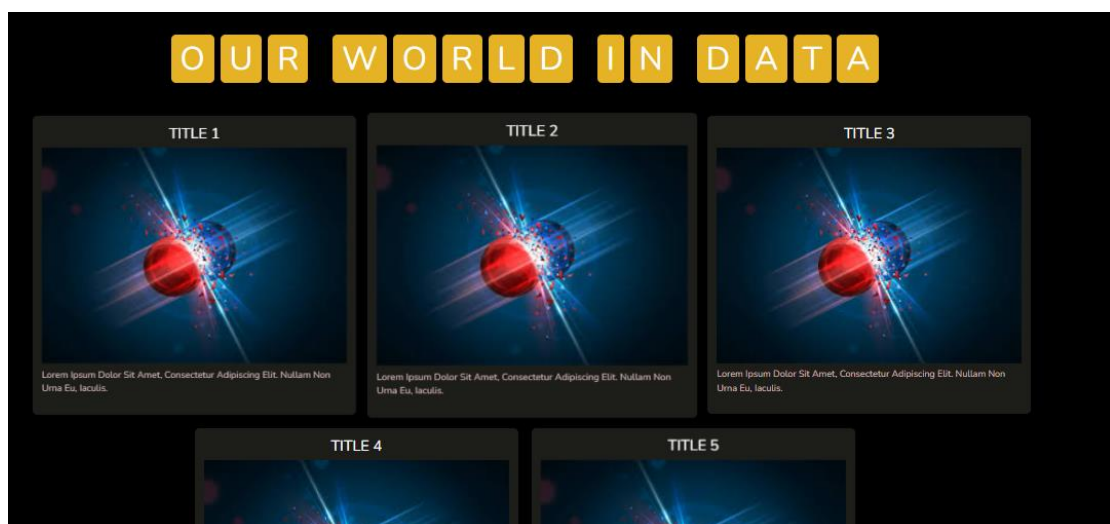 OUR WORLD IN DATA
TITLE 1
Lorem Ipsum Dolor Sit Amet, Consectetur Adipiscing Elit. Nullam Non
Urna Eu, Iaculis.
TITLE 2
Lorem Ipsum Dolor Sit Amet, Consectetur Adipiscing Elit. Nullam Non
Urna Eu, Iaculis.
TITLE 3
Lorem Ipsum Dolor Sit Amet, Consectetur Adipiscing Elit. Nullam Non
Urna Eu, Iaculis.
TITLE 4
TITLE 5